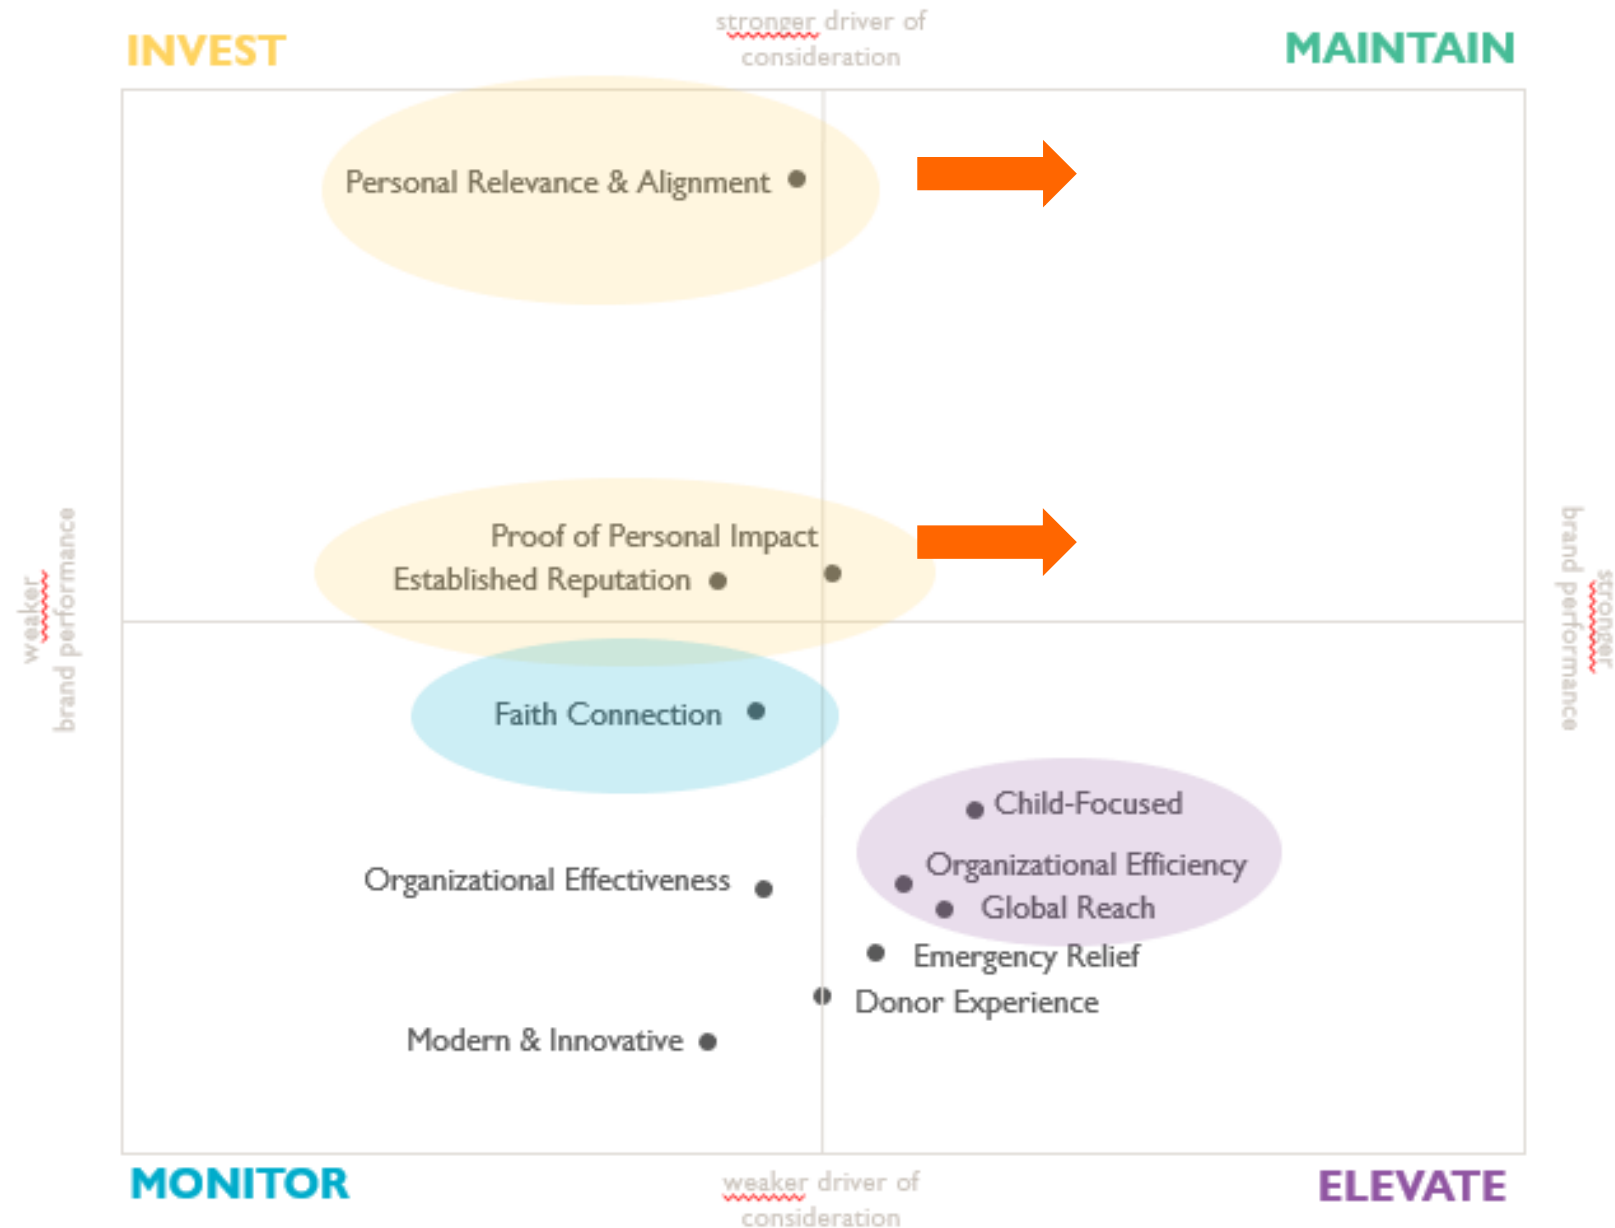 stronger driver of
consideration
INVEST
MAINTAIN
Personal Relevance & Alignment
Proof of Personal Impact
Established Reputation
weaker
brand performance
stronger
brand performance
Faith Connection
Child-Focused
Organizational Efficiency
Organizational Effectiveness
Global Reach
Emergency Relief
Donor Experience
Modern & Innovative
MONITOR
ELEVATE
weaker driver of
consideration